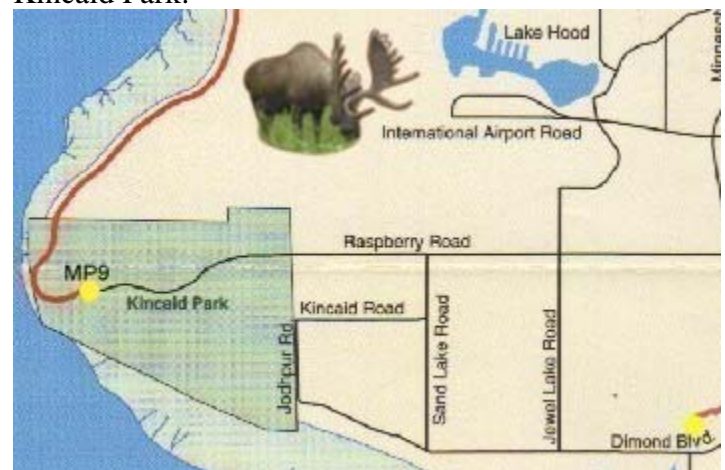 Kincaid Park.
Lake Hood
International Airport Road
Raspberry Road
MP9
Kincaid Park
Kincaid Road
Jodhpur Rd
Sand Lake Road
Jewel Lake Road
Dimond Blvd.